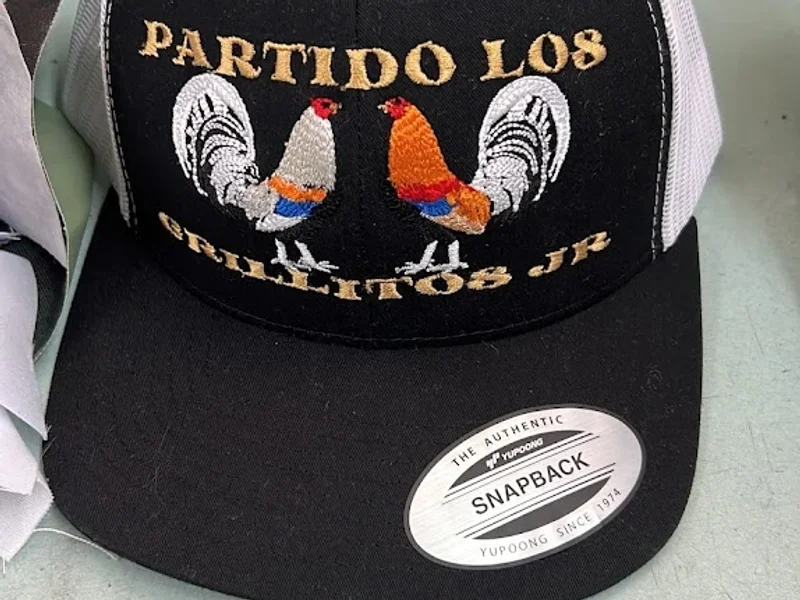 PARTIDO LOS
GRILLITOS JR
THE AUTHENTIC
YUPOONG
SNAPBACK
YUPOONG SINCE 1974